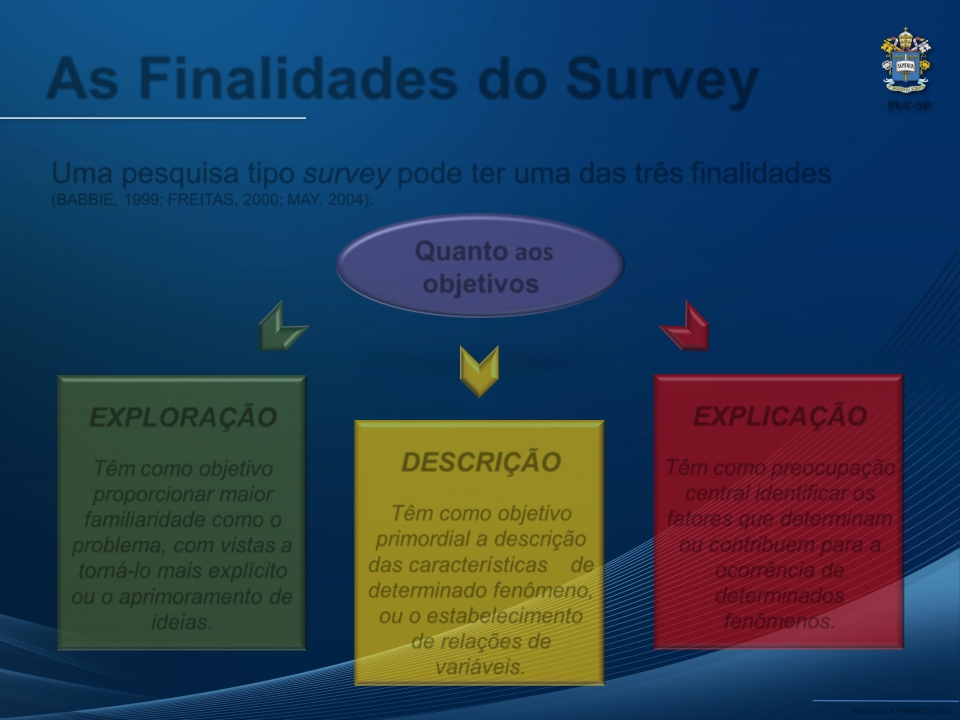 As Finalidades do Survey
PUC-SP
Uma pesquisa tipo survey pode ter uma das três finalidades
(BABBIE, 1999; FREITAS, 2000; MAY, 2004):
Quanto aos
objetivos
EXPLORAÇÃO
Têm como objetivo
proporcionar maior
familiaridade como o
problema, com vistas a
torná-lo mais explícito
ou o aprimoramento de
ideias.
DESCRIÇÃO
Têm como objetivo
primordial a descrição
das características de
determinado fenômeno,
ou o estabelecimento
de relações de
variáveis.
EXPLICAÇÃO
Têm como preocupação
central identificar os
fatores que determinam
ou contribuem para a
ocorrência de
determinados
fenômenos.